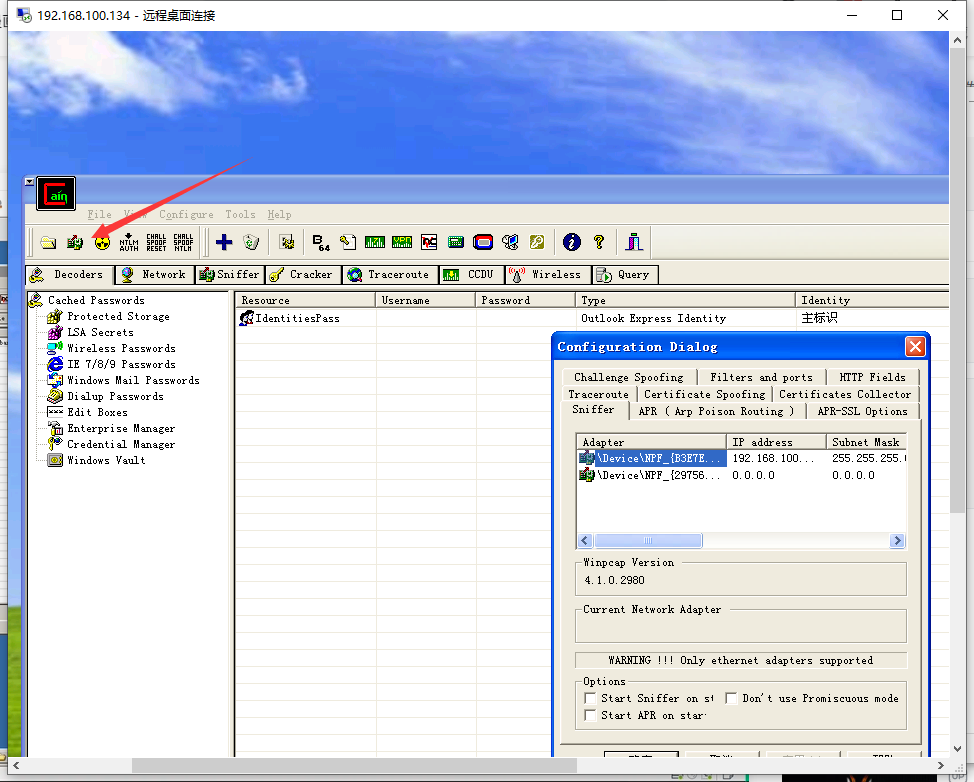 192.168.100.134 - 远程桌面连接
Cain
File View Configure Tools Help
NTLM AUTH CHALL SPOOF RESET CHALL SPOOF NTLM B64
Decoders Network Sniffer Cracker Traceroute CCDU Wireless Query
Cached Passwords
Protected Storage
LSA Secrets
Wireless Passwords
IE 7/8/9 Passwords
Windows Mail Passwords
Dialup Passwords
Edit Boxes
Enterprise Manager
Credential Manager
Windows Vault
Resource Username Password Type Identity
IdentitiesPass Outlook Express Identity 主标识
Configuration Dialog
Challenge Spoofing Filters and ports HTTP Fields
Traceroute Certificate Spoofing Certificates Collector
Sniffer APR ( Arp Poison Routing ) APR-SSL Options
Adapter IP address Subnet Mask
\Device\NPF_{B3E7E... 192.168.100... 255.255.255.
\Device\NPF_{29756... 0.0.0.0 0.0.0.0
Winpcap Version
4.1.0.2980
Current Network Adapter
WARNING !!! Only ethernet adapters supported
Options
Start Sniffer on st Don't use Promiscuous mode
Start APR on star